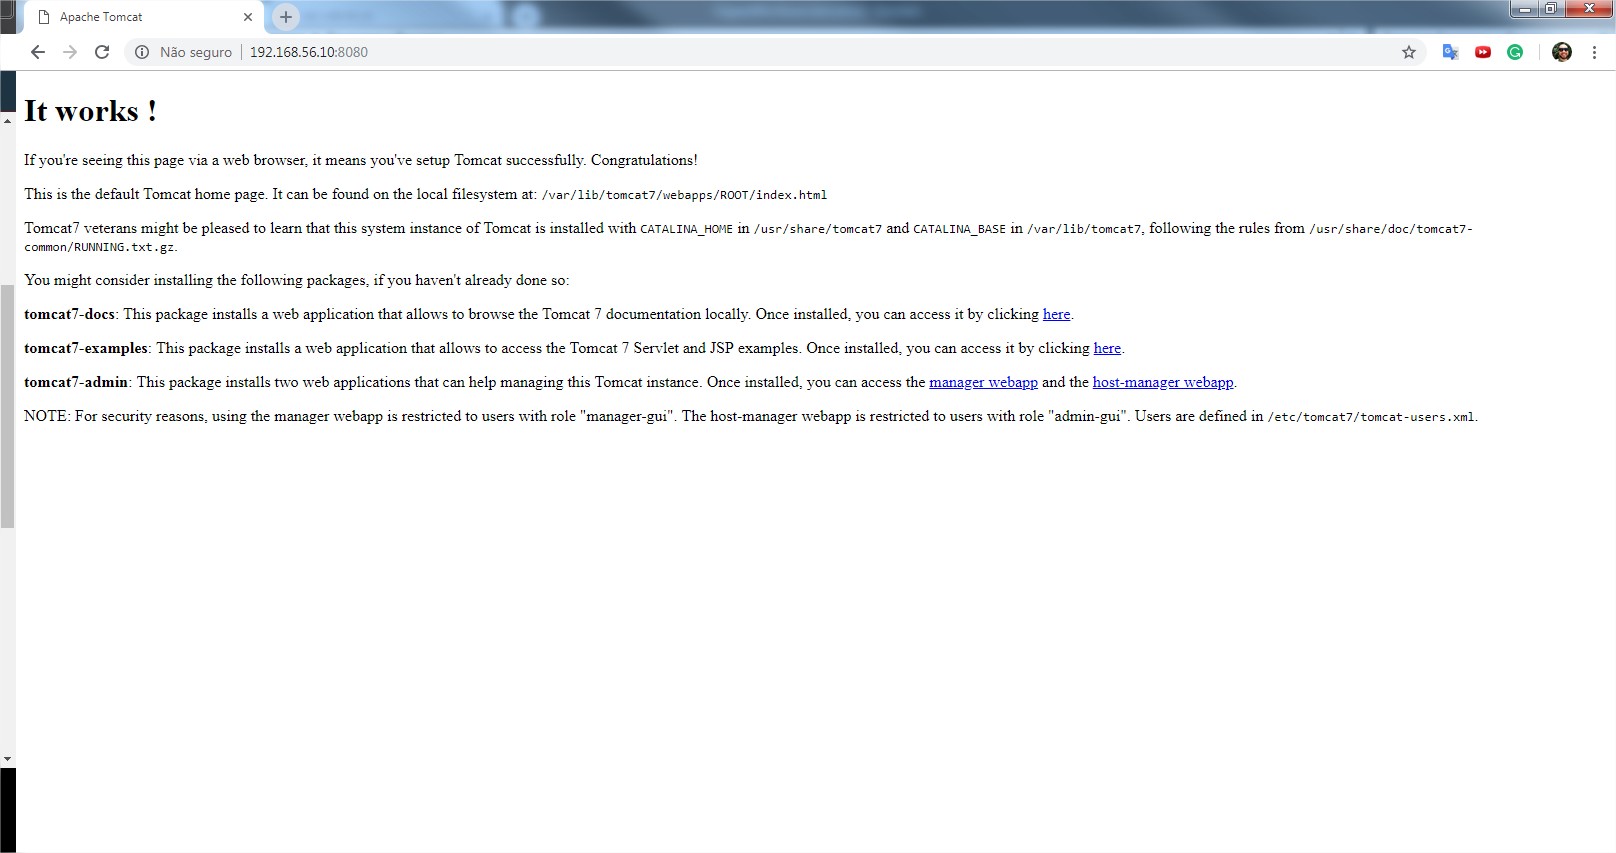 Apache Tomcat
Não seguro | 192.168.56.10:8080
It works !
If you're seeing this page via a web browser, it means you've setup Tomcat successfully. Congratulations!
This is the default Tomcat home page. It can be found on the local filesystem at: /var/lib/tomcat7/webapps/ROOT/index.html
Tomcat7 veterans might be pleased to learn that this system instance of Tomcat is installed with CATALINA_HOME in /usr/share/tomcat7 and CATALINA_BASE in /var/lib/tomcat7, following the rules from /usr/share/doc/tomcat7-
common/RUNNING.txt.gz.
You might consider installing the following packages, if you haven't already done so:
tomcat7-docs: This package installs a web application that allows to browse the Tomcat 7 documentation locally. Once installed, you can access it by clicking here.
tomcat7-examples: This package installs a web application that allows to access the Tomcat 7 Servlet and JSP examples. Once installed, you can access it by clicking here.
tomcat7-admin: This package installs two web applications that can help managing this Tomcat instance. Once installed, you can access the manager webapp and the host-manager webapp.
NOTE: For security reasons, using the manager webapp is restricted to users with role "manager-gui". The host-manager webapp is restricted to users with role "admin-gui". Users are defined in /etc/tomcat7/tomcat-users.xml.